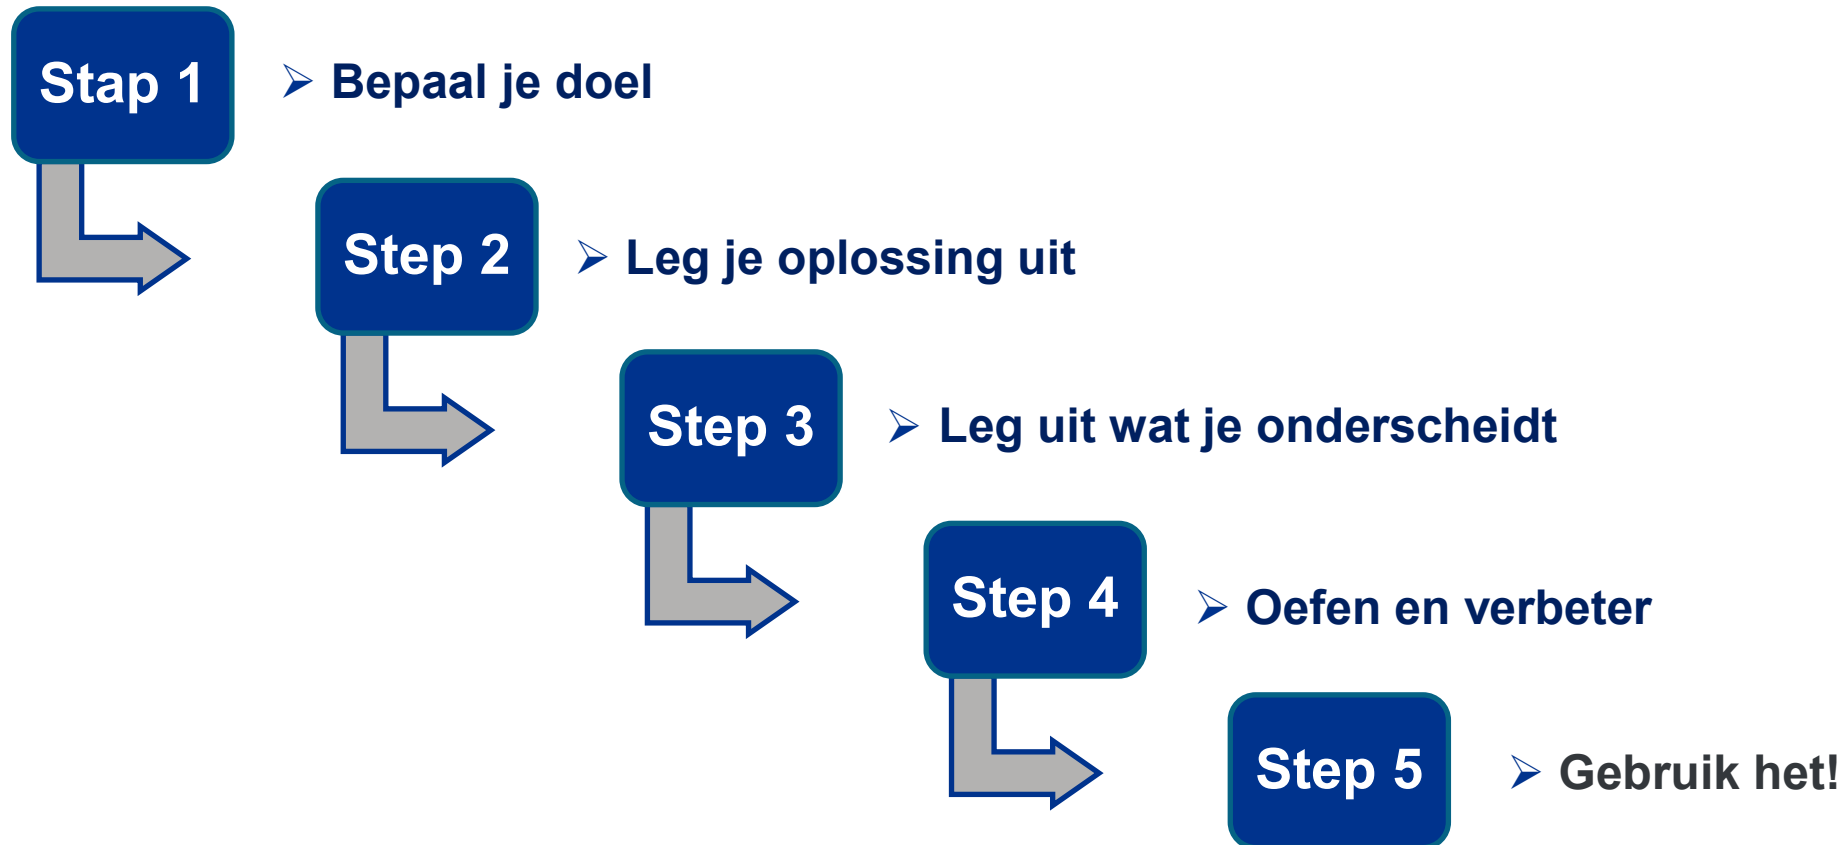 Stap 1
➢ Bepaal je doel
Step 2
➢ Leg je oplossing uit
Step 3
➢ Leg uit wat je onderscheidt
Step 4
➢ Oefen en verbeter
Step 5
➢ Gebruik het!